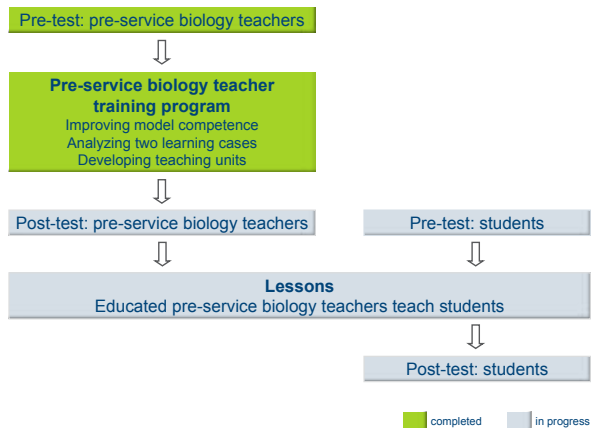 Pre-test: pre-service biology teachers
Pre-service biology teacher
training program
Improving model competence
Analyzing two learning cases
Developing teaching units
Post-test: pre-service biology teachers
Pre-test: students
Lessons
Educated pre-service biology teachers teach students
Post-test: students
completed
in progress